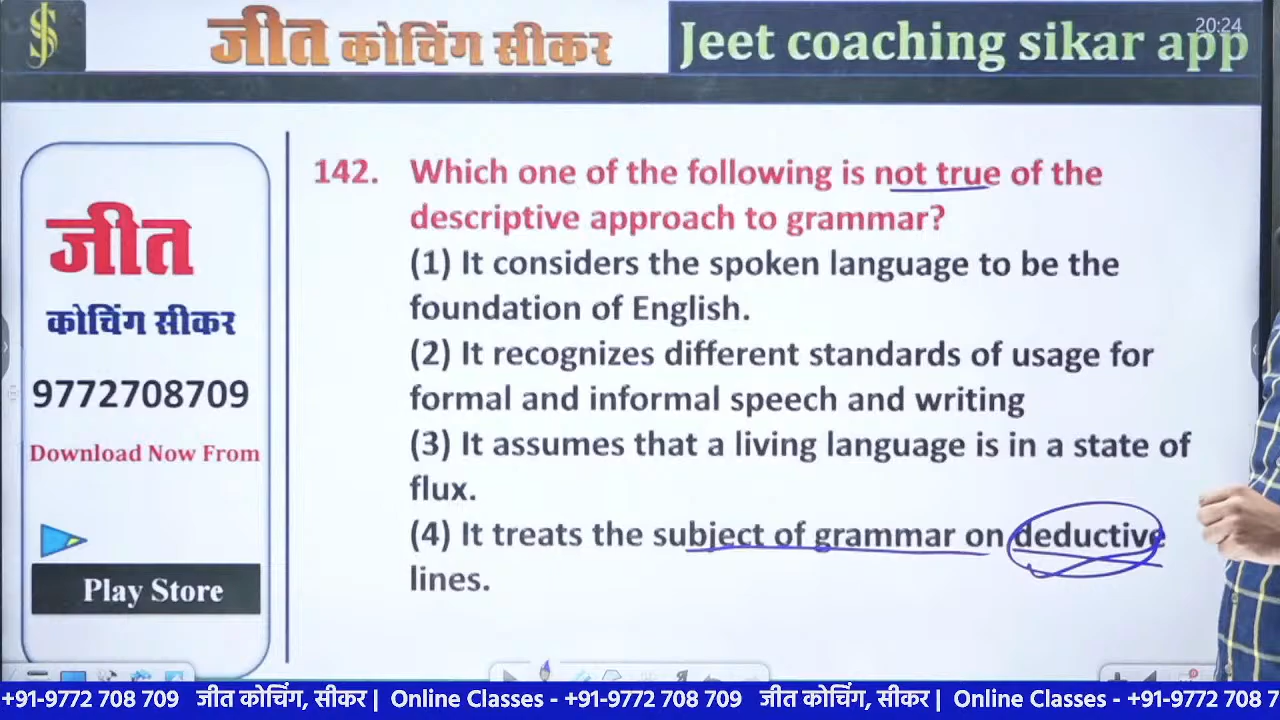 जीत कोचिंग सीकर
Jeet coaching sikar app
20:24
जीत
कोचिंग सीकर
9772708709
Download Now From
Play Store
142. Which one of the following is not true of the
descriptive approach to grammar?
(1) It considers the spoken language to be the
foundation of English.
(2) It recognizes different standards of usage for
formal and informal speech and writing
(3) It assumes that a living language is in a state of
flux.
(4) It treats the subject of grammar on deductive
lines.
+91-9772 708 709 जीत कोचिंग, सीकर | Online Classes - +91-9772 708 709 जीत कोचिंग, सीकर | Online Classes - +91-9772 708 7